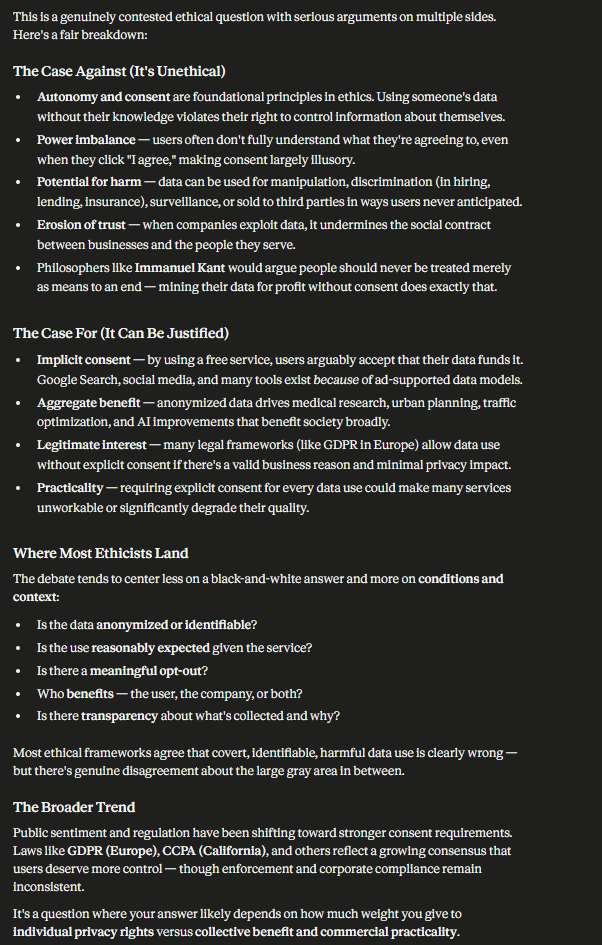 This is a genuinely contested ethical question with serious arguments on multiple sides.
Here's a fair breakdown:
The Case Against (It's Unethical)
• Autonomy and consent are foundational principles in ethics. Using someone's data
without their knowledge violates their right to control information about themselves.
• Power imbalance — users often don't fully understand what they're agreeing to, even
when they click "I agree," making consent largely illusory.
• Potential for harm — data can be used for manipulation, discrimination (in hiring,
lending, insurance), surveillance, or sold to third parties in ways users never anticipated.
• Erosion of trust — when companies exploit data, it undermines the social contract
between businesses and the people they serve.
• Philosophers like Immanuel Kant would argue people should never be treated merely
as means to an end — mining their data for profit without consent does exactly that.
The Case For (It Can Be Justified)
• Implicit consent — by using a free service, users arguably accept that their data funds it.
Google Search, social media, and many tools exist because of ad-supported data models.
• Aggregate benefit — anonymized data drives medical research, urban planning, traffic
optimization, and AI improvements that benefit society broadly.
• Legitimate interest — many legal frameworks (like GDPR in Europe) allow data use
without explicit consent if there's a valid business reason and minimal privacy impact.
• Practicality — requiring explicit consent for every data use could make many services
unworkable or significantly degrade their quality.
Where Most Ethicists Land
The debate tends to center less on a black-and-white answer and more on conditions and
context:
• Is the data anonymized or identifiable?
• Is the use reasonably expected given the service?
• Is there a meaningful opt-out?
• Who benefits — the user, the company, or both?
• Is there transparency about what's collected and why?
Most ethical frameworks agree that covert, identifiable, harmful data use is clearly wrong —
but there's genuine disagreement about the large gray area in between.
The Broader Trend
Public sentiment and regulation have been shifting toward stronger consent requirements.
Laws like GDPR (Europe), CCPA (California), and others reflect a growing consensus that
users deserve more control — though enforcement and corporate compliance remain
inconsistent.
It's a question where your answer likely depends on how much weight you give to
individual privacy rights versus collective benefit and commercial practicality.